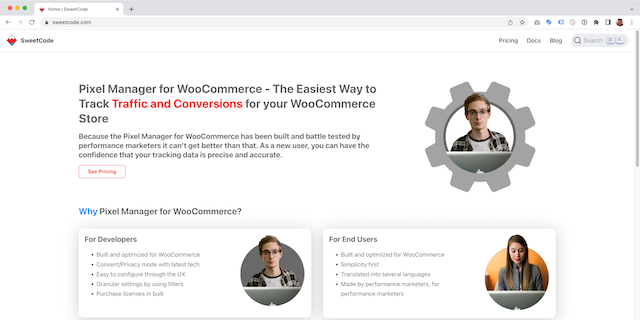 Home | SweetCode
sweetcode.com
SweetCode
Pricing
Docs
Blog
Search
⌘ K
Pixel Manager for WooCommerce - The Easiest Way to
Track Traffic and Conversions for your WooCommerce
Store
Because the Pixel Manager for WooCommerce has been built and battle tested by
performance marketers it can't get better than that. As a new user, you can have the
confidence that your tracking data is precise and accurate.
See Pricing
Why Pixel Manager for WooCommerce?
For Developers
Built and optimized for WooCommerce
Consent/Privacy mode with latest tech
Easy to configure through the UX
Granular settings by using filters
Purchase licenses in bulk
For End Users
Built and optimized for WooCommerce
Simplicity first
Translated into several languages
Made by performance marketers, for
performance marketers